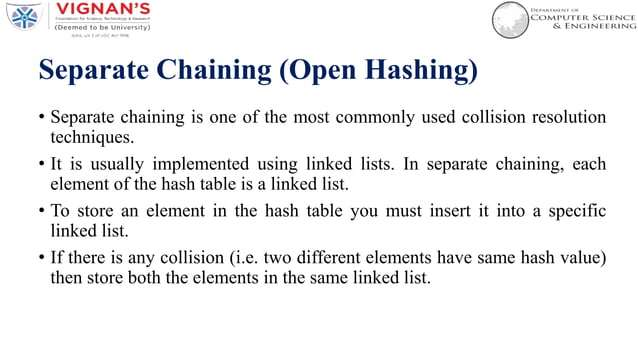 VIGNAN'S
Foundation for Science, Technology & Research
(Deemed to be University)
DEPARTMENT OF
COMPUTER SCIENCE
& ENGINEERING
Separate Chaining (Open Hashing)
• Separate chaining is one of the most commonly used collision resolution
techniques.
• It is usually implemented using linked lists. In separate chaining, each
element of the hash table is a linked list.
• To store an element in the hash table you must insert it into a specific
linked list.
• If there is any collision (i.e. two different elements have same hash value)
then store both the elements in the same linked list.